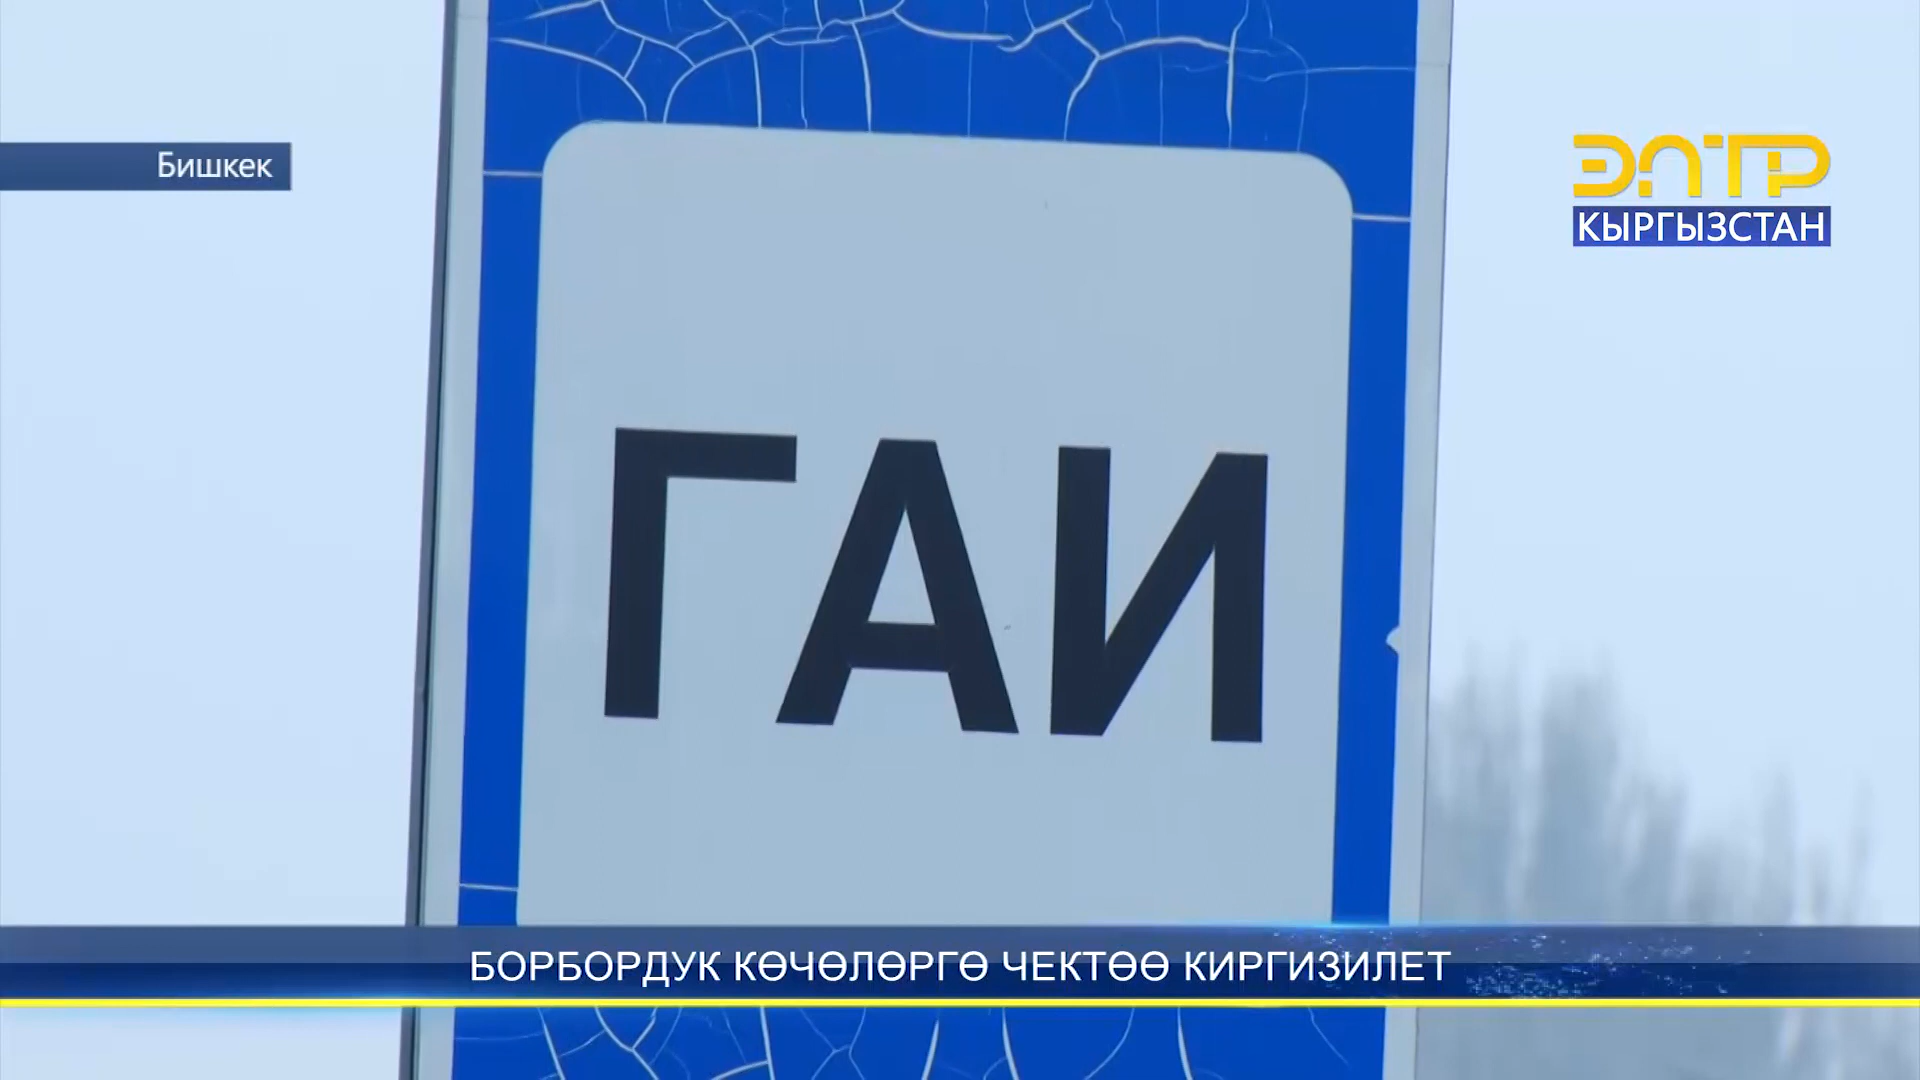 Бишкек
ЭЛТР
КЫРГЫЗСТАН
ГАИ
БОРБОРДУК КӨЧӨЛӨРГӨ ЧЕКТӨӨ КИРГИЗИЛЕТ